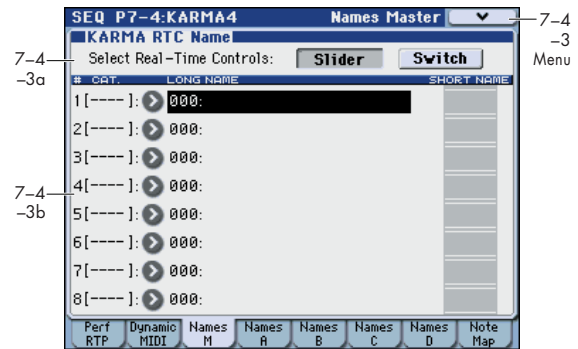 SEQ P7-4:KARMA4 Names Master
KARMA RTC Name
Select Real-Time Controls: Slider Switch
# CAT. LONG NAME SHORT NAME
1[---- ]: 000:
2[---- ]: 000:
3[---- ]: 000:
4[---- ]: 000:
5[---- ]: 000:
6[---- ]: 000:
7[---- ]: 000:
8[---- ]: 000:
Perf RTP Dynamic MIDI Names M Names A Names B Names C Names D Note Map
7–4
–3a
7–4
–3b
7–4
–3
Menu